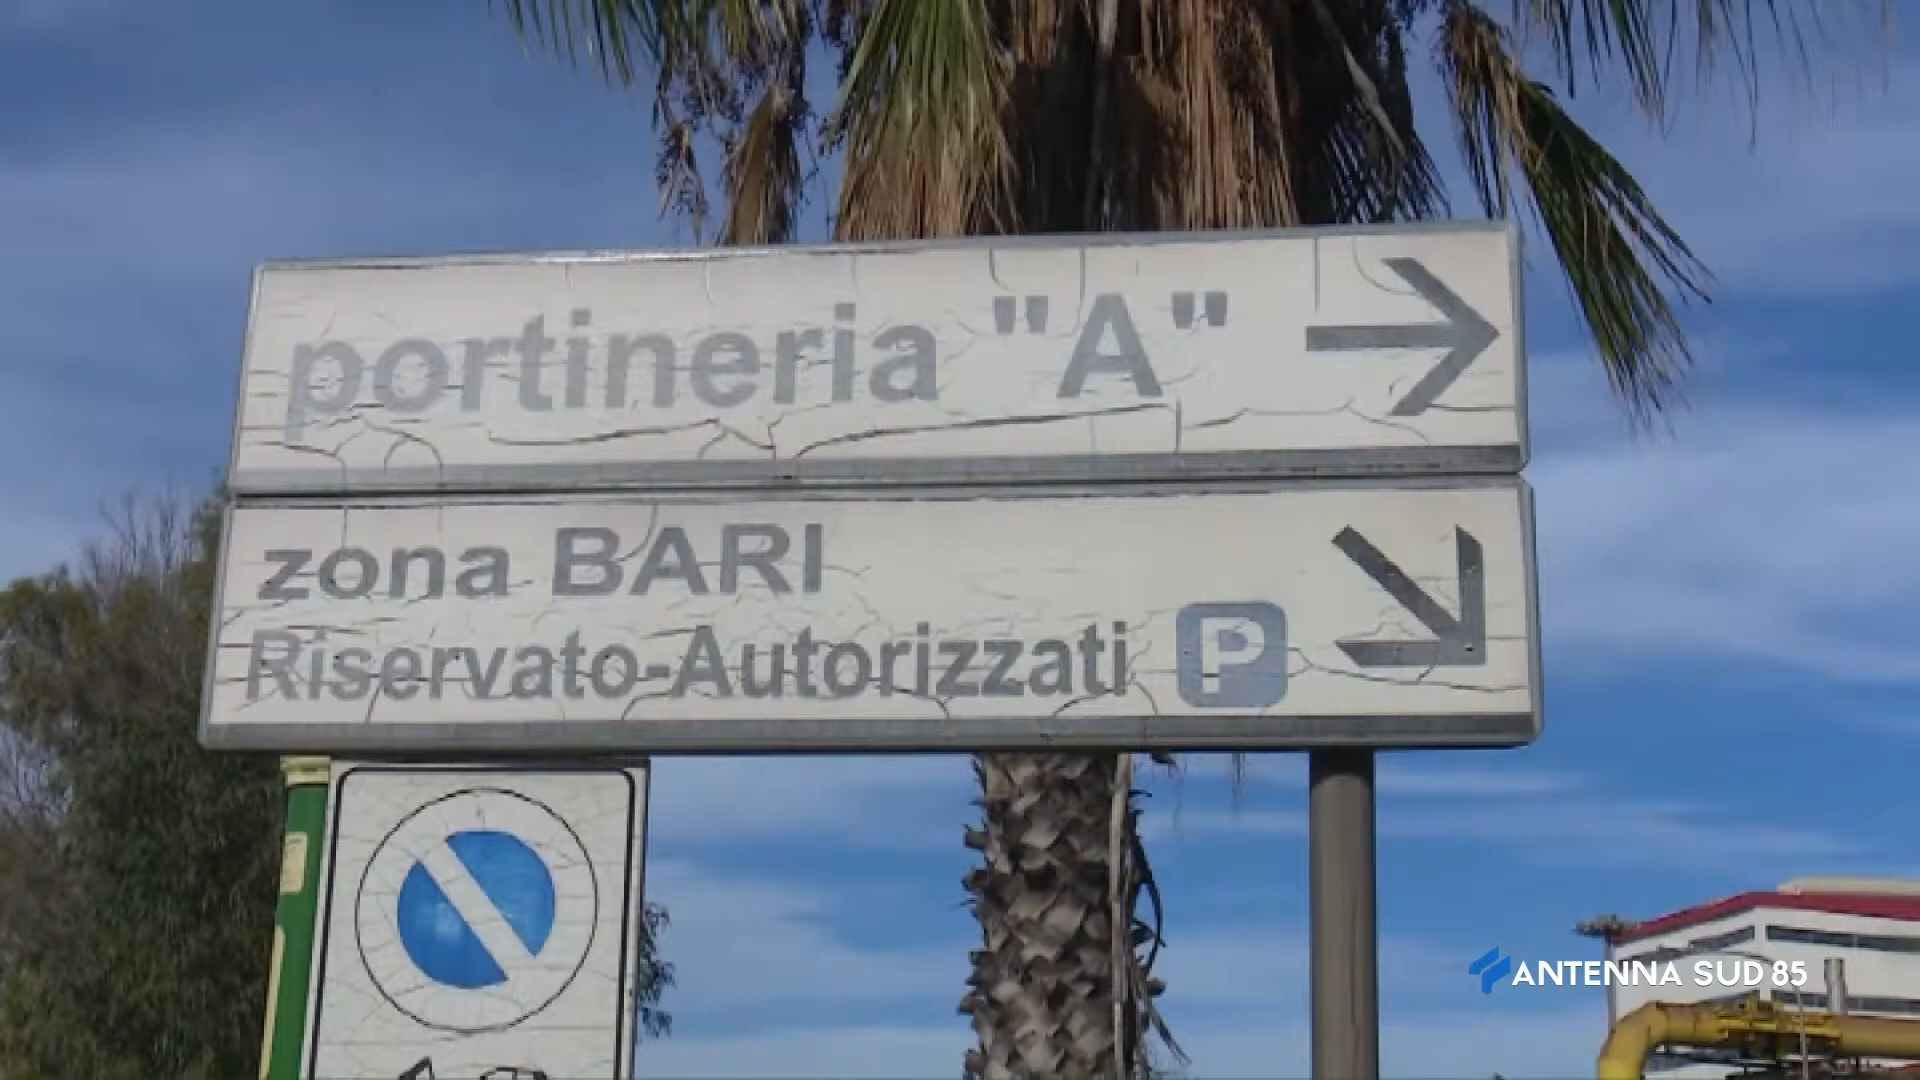 portineria "A"
zona BARI
Riservato-Autorizzati P
ANTENNA SUD 85